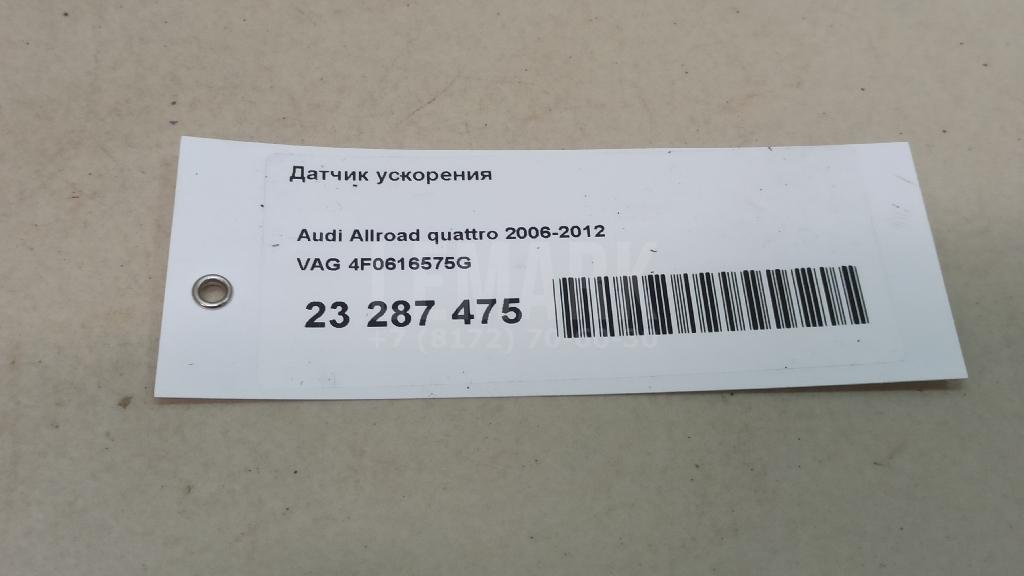 Датчик ускорения
Audi Allroad quattro 2006-2012
VAG 4F0616575G
23 287 475